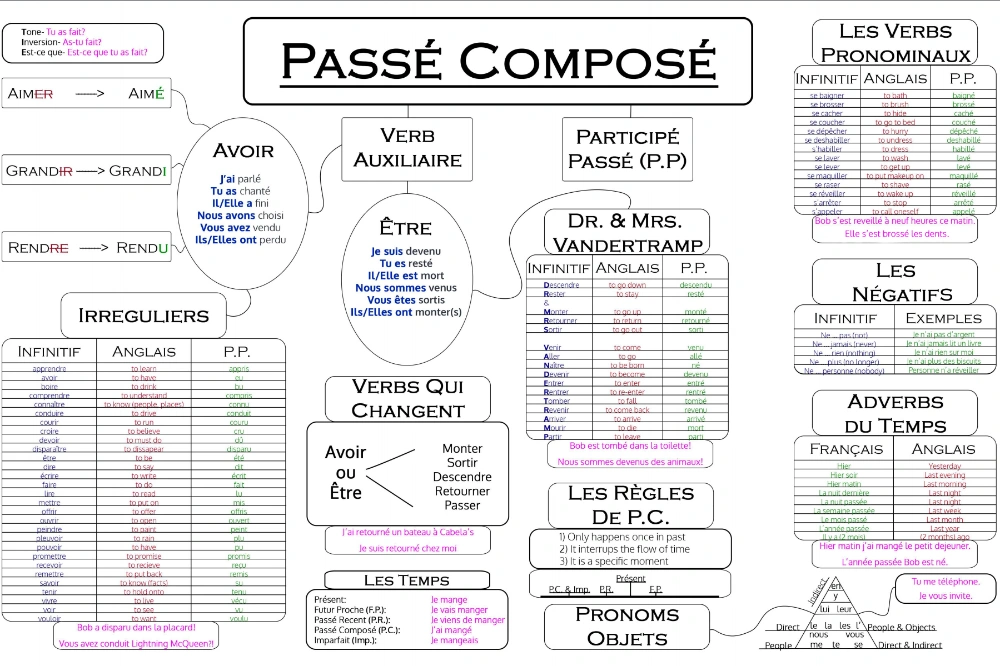 Tone- Tu as fait?
Inversion- As-tu fait?
Est-ce que- Est-ce que tu as fait?
PASSÉ COMPOSÉ
AIMER ----> AIMÉ
GRANDIR ----> GRANDI
RENDRE ----> RENDU
AVOIR
J'ai parlé
Tu as chanté
Il/Elle a fini
Nous avons choisi
Vous avez vendu
Ils/Elles ont perdu
VERB
AUXILIAIRE
ÊTRE
Je suis devenu
Tu es resté
Il/Elle est mort
Nous sommes venus
Vous êtes sortis
Ils/Elles ont monter(s)
PARTICIPÉ
PASSÉ (P.P)
IRREGULIERS
INFINITIF ANGLAIS P.P.
apprendre to learn appris
avoir to have eu
boire to drink bu
comprendre to understand compris
connaître to know (people, places) connu
conduire to drive conduit
courir to run couru
croire to believe cru
devoir to must do dû
disparaître to dissapear disparu
être to be été
dire to say dit
écrire to write écrit
faire to do fait
lire to read lu
mettre to put on mis
offrir to offer offris
ouvrir to open ouvert
peindre to paint peint
pleuvoir to rain plu
pouvoir to have pu
promettre to promise promis
recevoir to recieve reçu
remettre to put back remis
savoir to know (facts) su
tenir to hold onto tenu
vivre to live vécu
voir to see vu
vouloir to want voulu
Bob a disparu dans la placard!
Vous avez conduit Lightning McQueen?!
VERBS QUI
CHANGENT
Avoir
ou
Être
Monter
Sortir
Descendre
Retourner
Passer
J'ai retourné un bateau à Cabela's
Je suis retourné chez moi
LES TEMPS
Présent: Je mange
Futur Proche (F.P.): Je vais manger
Passé Recent (P.R.): Je viens de manger
Passé Composé (P.C.): J'ai mangé
Imparfait (Imp.): Je mangeais
DR. & MRS.
VANDERTRAMP
INFINITIF ANGLAIS P.P.
Descendre to go down descendu
Rester to stay resté
&
Monter to go up monté
Retourner to return retourné
Sortir to go out sorti
Venir to come venu
Aller to go allé
Naître to be born né
Devenir to become devenu
Entrer to enter entré
Rentrer to re-enter rentré
Tomber to fall tombé
Revenir to come back revenu
Arriver to arrive arrivé
Mourir to die mort
Partir to leave parti
Bob est tombé dans la toilette!
Nous sommes devenus des animaux!
LES RÈGLES
DE P.C.
1) Only happens once in past
2) It interrups the flow of time
3) It is a specific moment
Présent
P.C. & Imp. P.R. F.P.
PRONOMS
OBJETS
LES VERBS
PRONOMINAUX
INFINITIF ANGLAIS P.P.
se baigner to bath baigné
se brosser to brush brossé
se cacher to hide caché
se coucher to go to bed couché
se dépêcher to hurry dépêché
se deshabiller to undress deshabillé
s'habiller to dress habillé
se laver to wash lavé
se lever to get up levé
se maquiller to put makeup on maquillé
se raser to shave rasé
se réveiller to wake up réveillé
s'arrêter to stop arrêté
s'appeler to call oneself appelé
Bob s'est reveillé à neuf heures ce matin.
Elle s'est brossé les dents.
LES
NÉGATIFS
INFINITIF EXEMPLES
Ne ... pas (not) Je n'ai pas d'argent
Ne ... jamais (never) Je n'ai jamais lit un livre
Ne ... rien (nothing) Je n'ai rien sur moi
Ne ... plus (no longer) Je n'ai plus des biscuits
Ne ... personne (nobody) Personne n'a réveiller
ADVERBS
DU TEMPS
FRANÇAIS ANGLAIS
Hier Yesterday
Hier soir Last evening
Hier matin Last morning
La nuit dernière Last night
La nuit passée Last night
La semaine passée Last week
Le mois passé Last month
L'année passée Last year
Il y a (2 mois) (2 months) ago
Hier matin j'ai mangé le petit dejeuner.
L'année passée Bob est né.
Tu me téléphone.
Je vous invite.
Indirect
en
y
lui leur
Direct le la les l' People & Objects
nous vous
People me te se Direct & Indirect